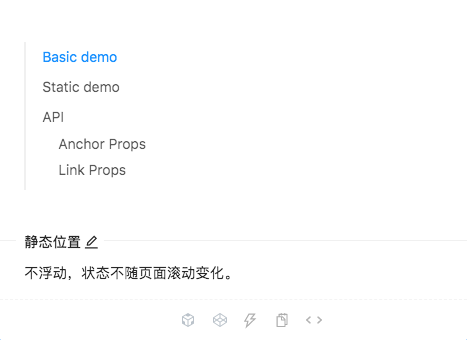 Basic demo
Static demo
API
Anchor Props
Link Props
静态位置
不浮动，状态不随页面滚动变化。